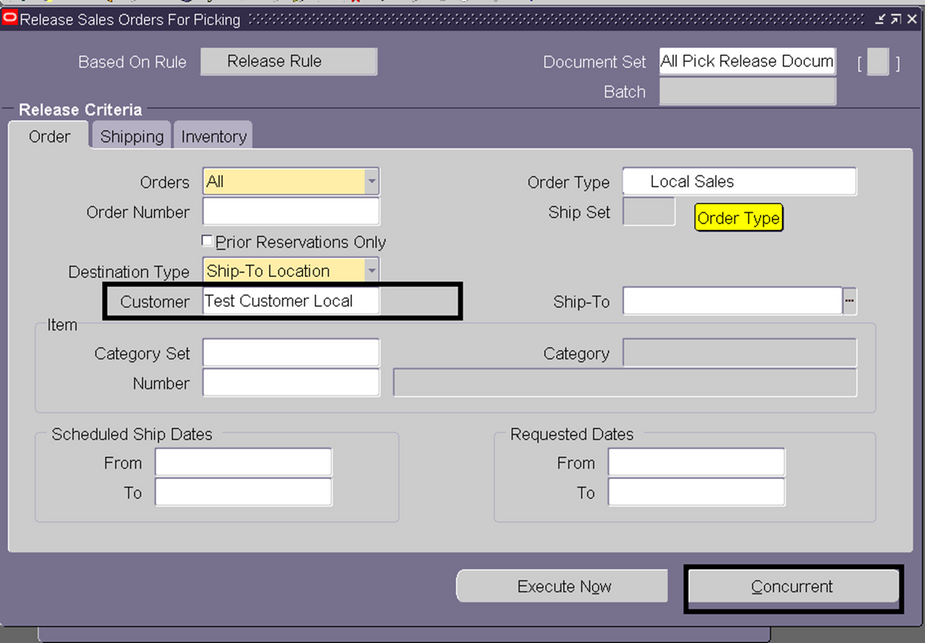 Release Sales Orders For Picking
Based On Rule Release Rule Document Set All Pick Release Docum [ ]
Batch
Release Criteria
Order Shipping Inventory
Orders All Order Type Local Sales
Order Number Ship Set Order Type
Prior Reservations Only
Destination Type Ship-To Location
Customer Test Customer Local Ship-To
Item
Category Set Category
Number
Scheduled Ship Dates Requested Dates
From From
To To
Execute Now Concurrent